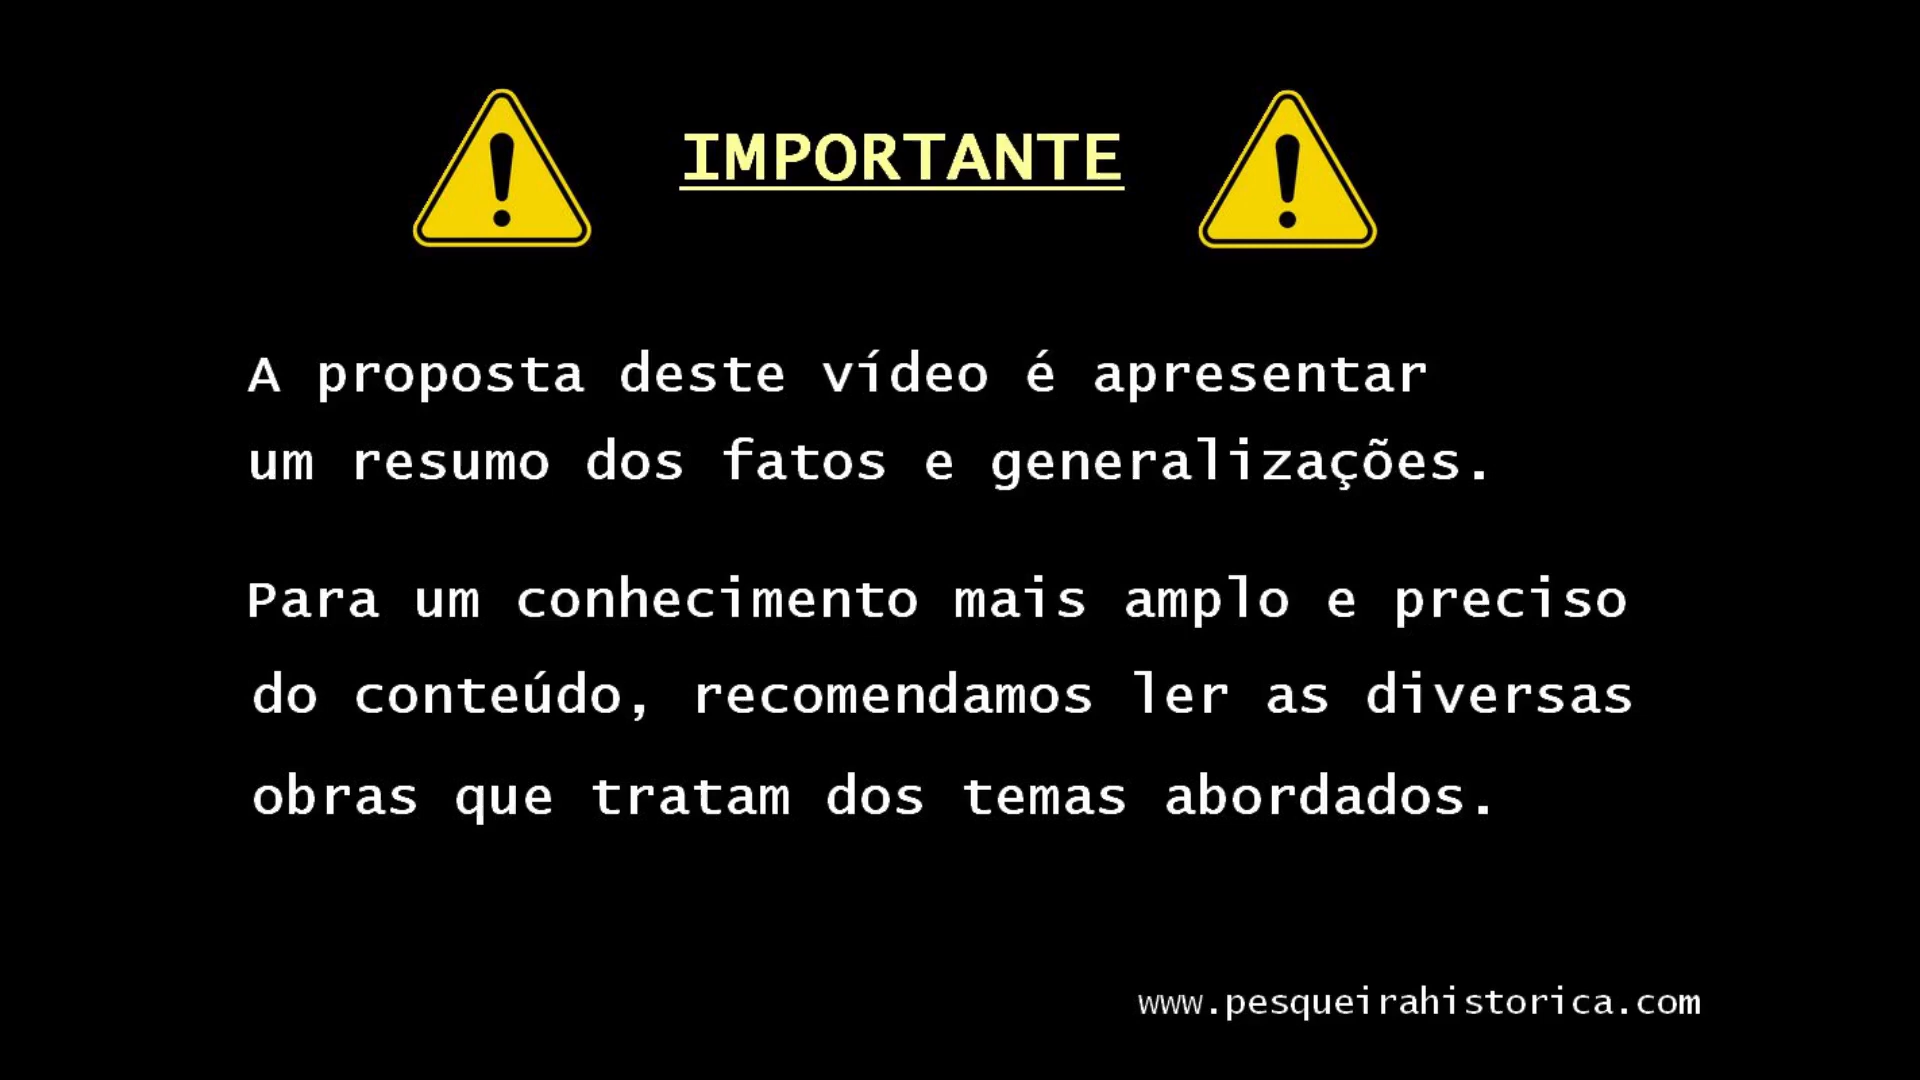 IMPORTANTE
A proposta deste vídeo é apresentar
um resumo dos fatos e generalizações.
Para um conhecimento mais amplo e preciso
do conteúdo, recomendamos ler as diversas
obras que tratam dos temas abordados.
www.pesqueirahistorica.com